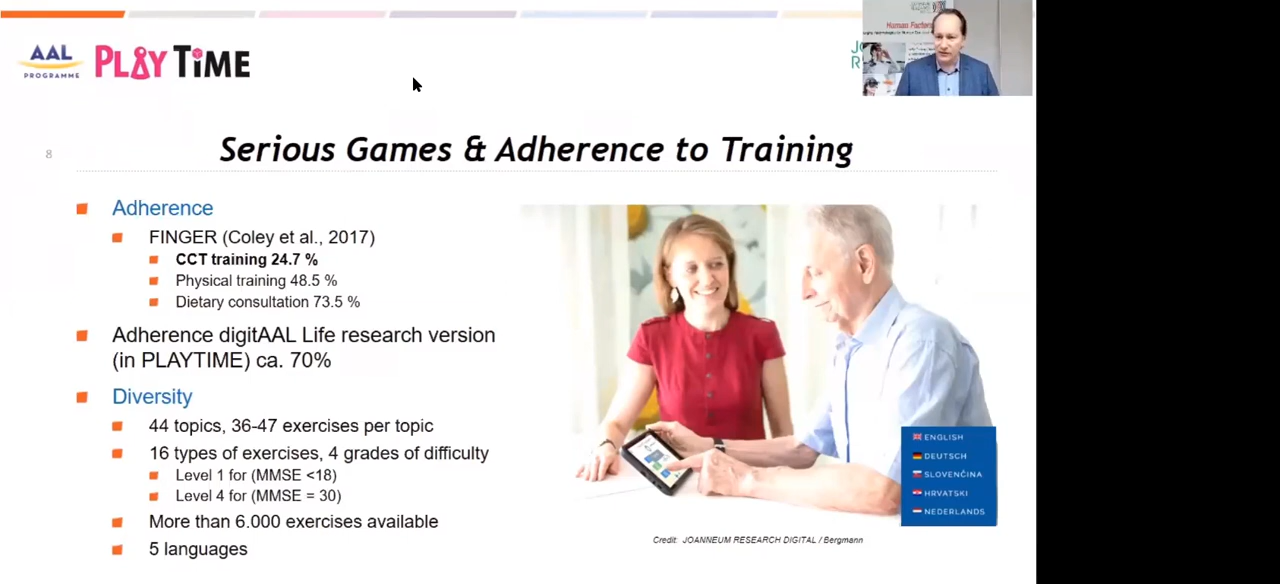 AAL
PROGRAMME
PLAYTIME
Human Factors
8
Serious Games & Adherence to Training
Adherence
FINGER (Coley et al., 2017)
CCT training 24.7 %
Physical training 48.5 %
Dietary consultation 73.5 %
Adherence digitAAL Life research version
(in PLAYTIME) ca. 70%
Diversity
44 topics, 36-47 exercises per topic
16 types of exercises, 4 grades of difficulty
Level 1 for (MMSE <18)
Level 4 for (MMSE = 30)
More than 6.000 exercises available
5 languages
ENGLISH
DEUTSCH
SLOVENČINA
HRVATSKI
NEDERLANDS
Credit: JOANNEUM RESEARCH DIGITAL / Bergmann